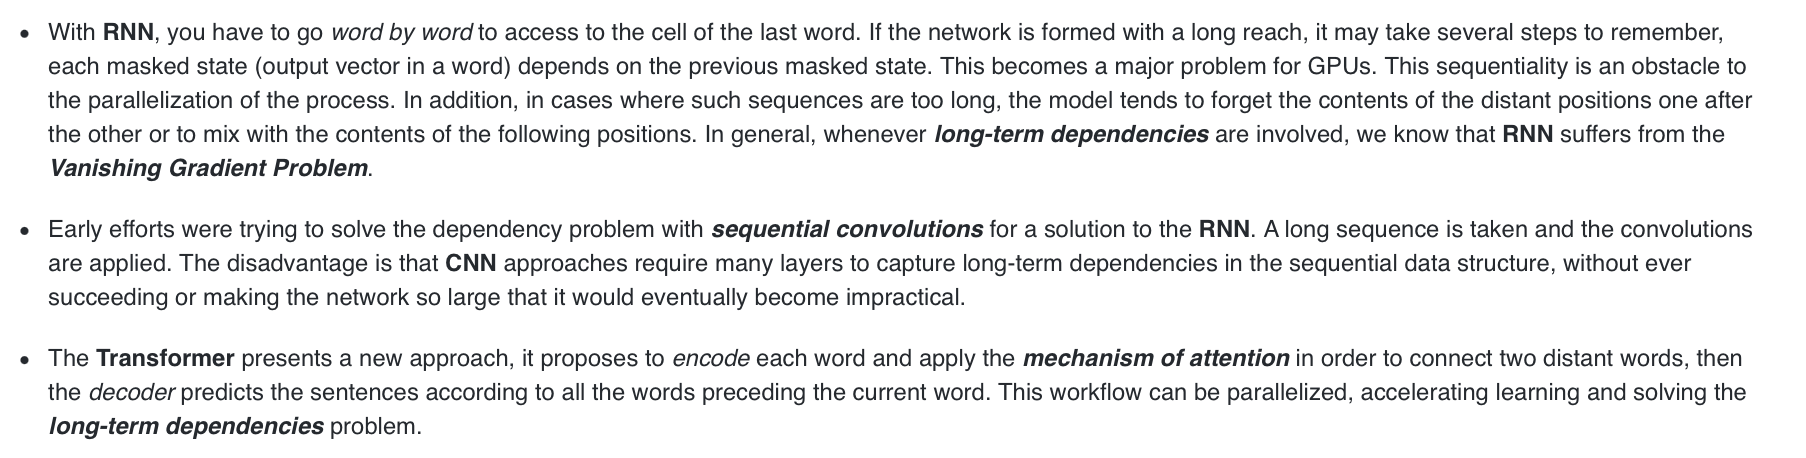 • With RNN, you have to go word by word to access to the cell of the last word. If the network is formed with a long reach, it may take several steps to remember,
each masked state (output vector in a word) depends on the previous masked state. This becomes a major problem for GPUs. This sequentiality is an obstacle to
the parallelization of the process. In addition, in cases where such sequences are too long, the model tends to forget the contents of the distant positions one after
the other or to mix with the contents of the following positions. In general, whenever long-term dependencies are involved, we know that RNN suffers from the
Vanishing Gradient Problem.
• Early efforts were trying to solve the dependency problem with sequential convolutions for a solution to the RNN. A long sequence is taken and the convolutions
are applied. The disadvantage is that CNN approaches require many layers to capture long-term dependencies in the sequential data structure, without ever
succeeding or making the network so large that it would eventually become impractical.
• The Transformer presents a new approach, it proposes to encode each word and apply the mechanism of attention in order to connect two distant words, then
the decoder predicts the sentences according to all the words preceding the current word. This workflow can be parallelized, accelerating learning and solving the
long-term dependencies problem.